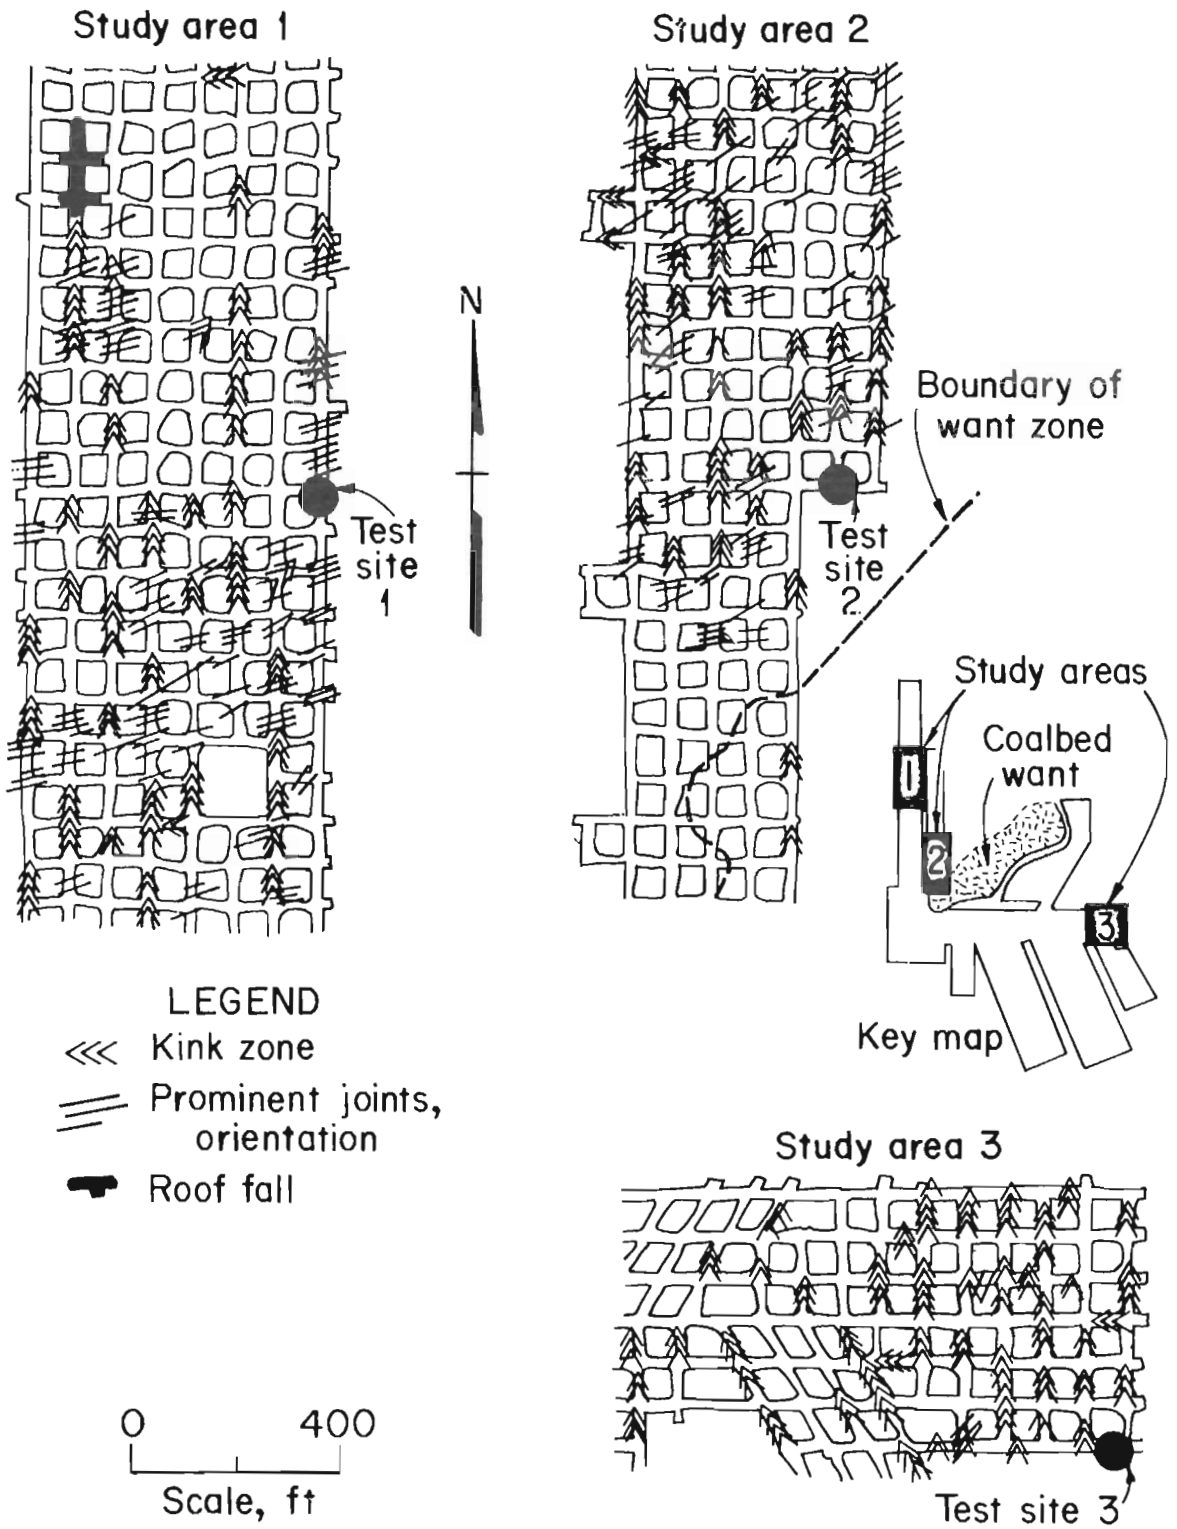 Study area 1
Study area 2
N
Boundary of
want zone
Test
site
1
Test
site
2
Study areas
Coalbed
want
1
2
3
Key map
LEGEND
Kink zone
Prominent joints,
orientation
Roof fall
Study area 3
0 400
Scale, ft
Test site 3